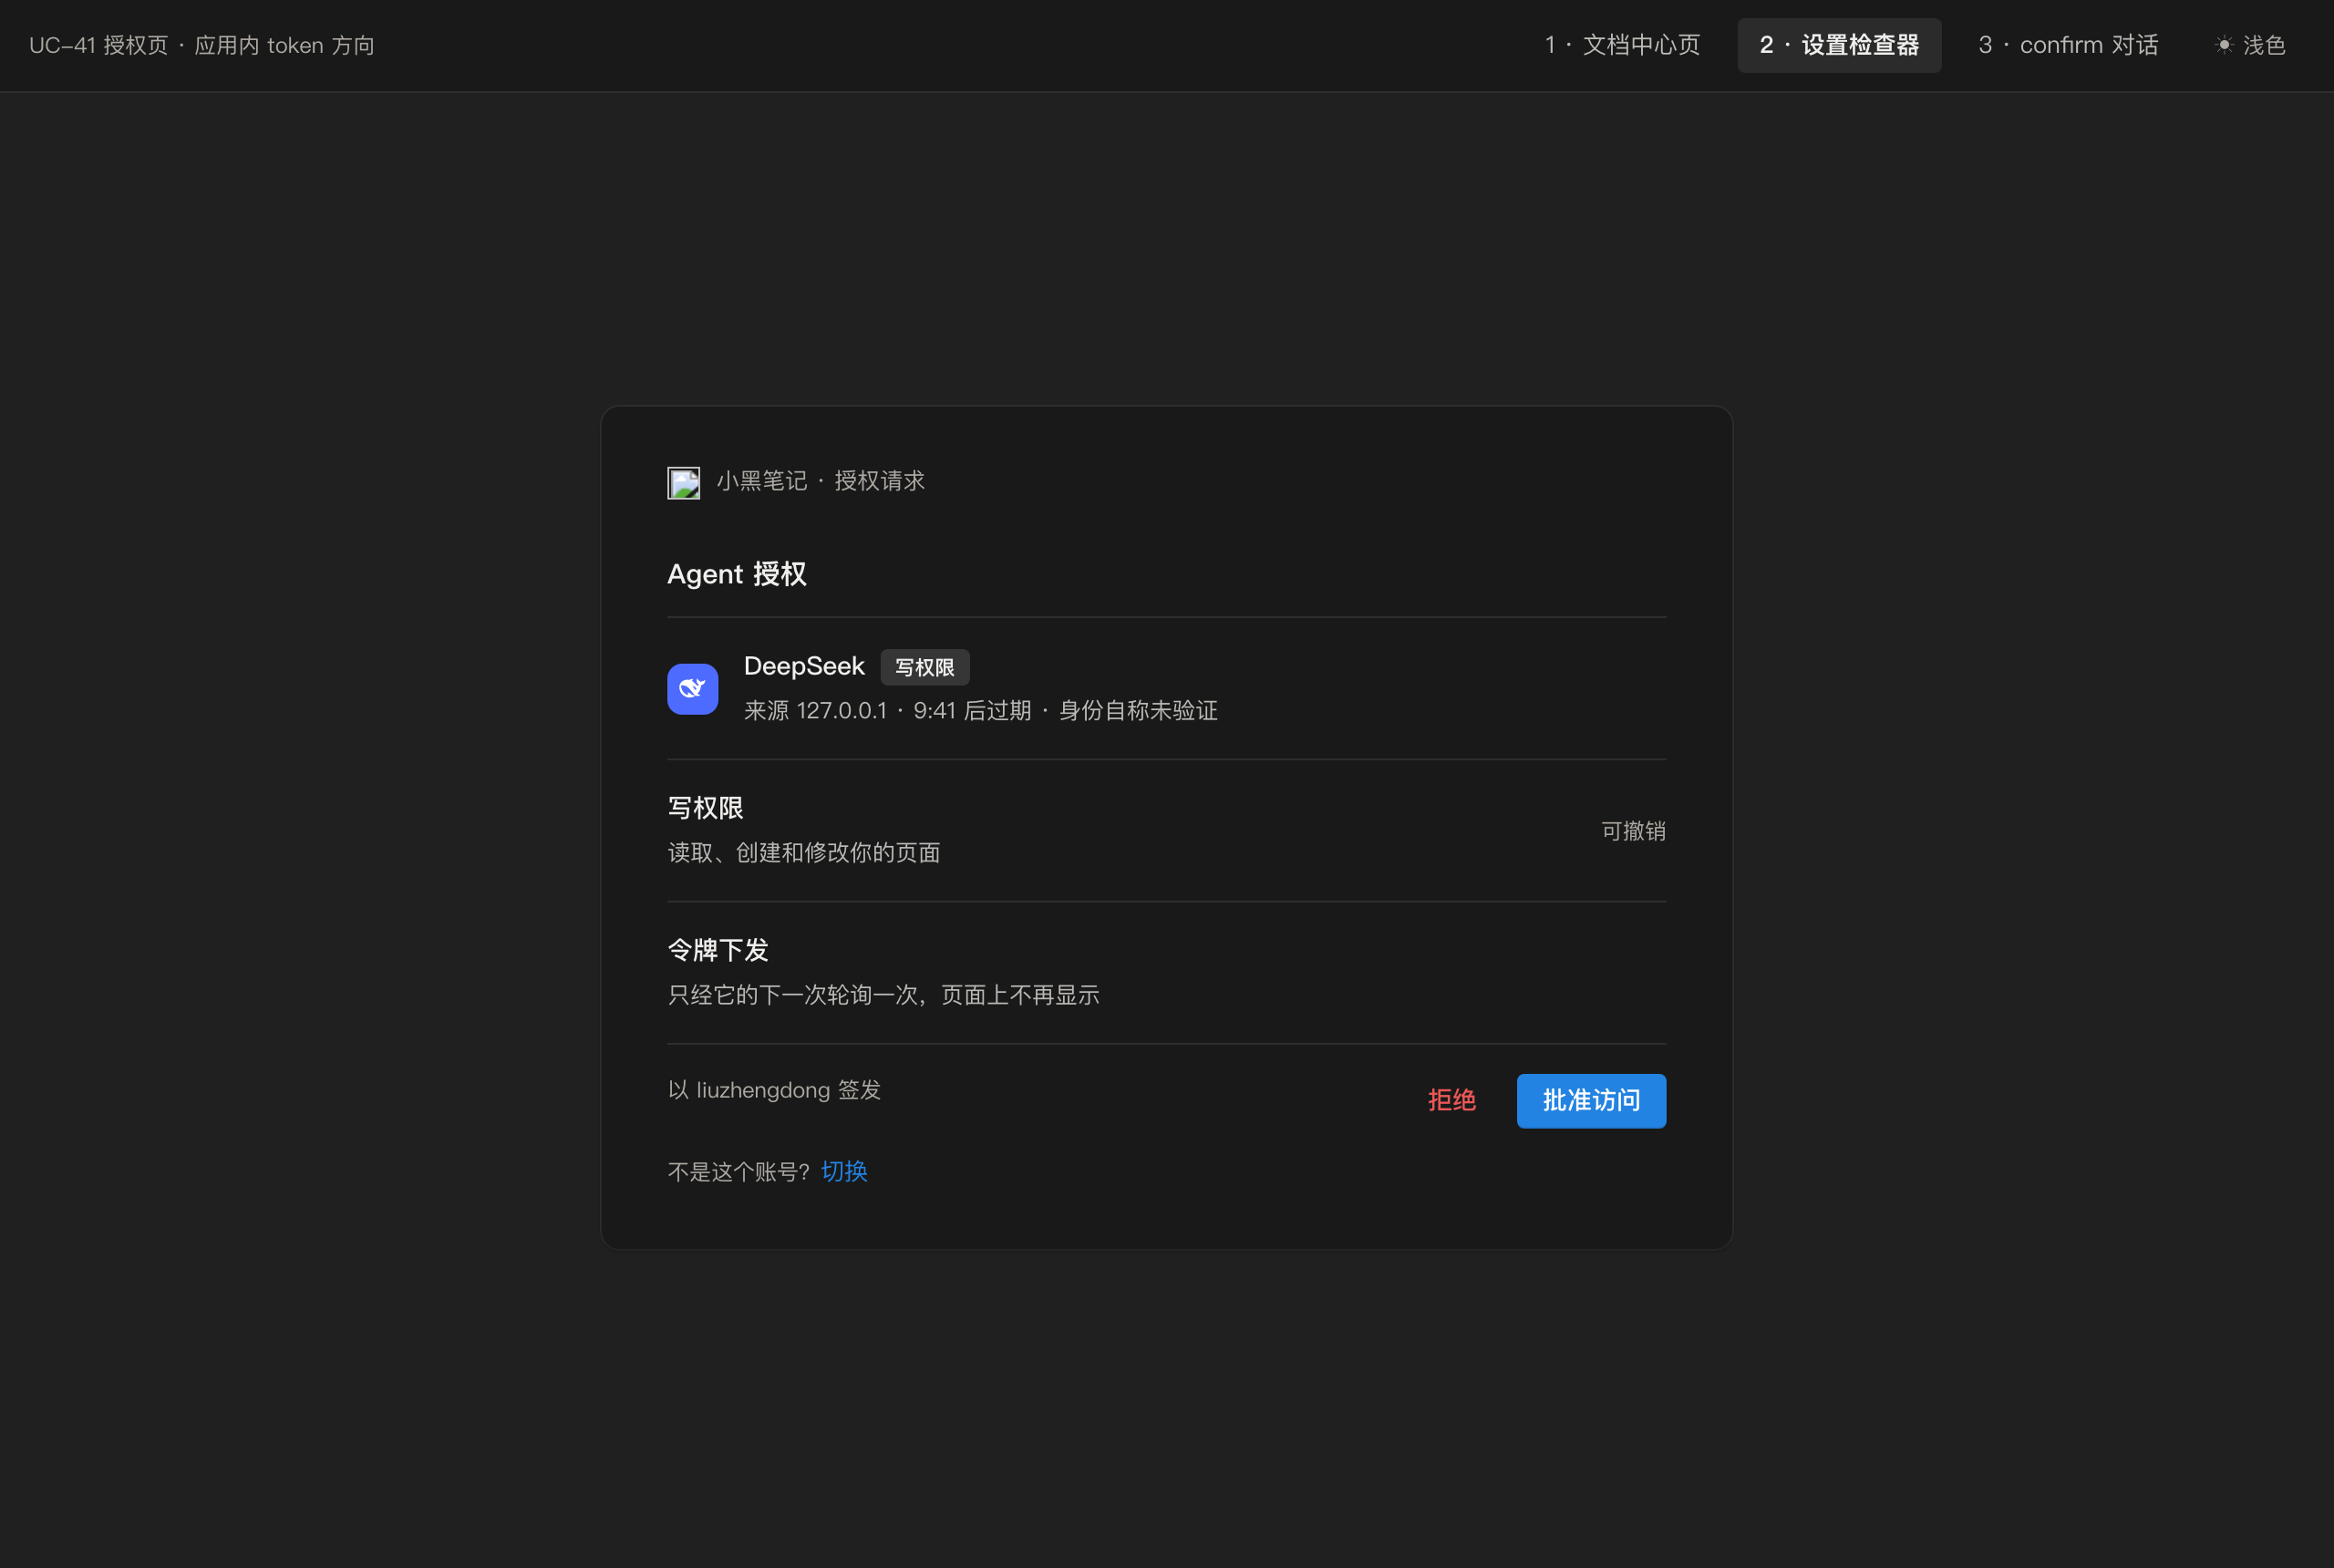 UC-41 授权页 · 应用内 token 方向
1 · 文档中心页
2 · 设置检查器
3 · confirm 对话
☀ 浅色
小黑笔记 · 授权请求
Agent 授权
DeepSeek 写权限
来源 127.0.0.1 · 9:41 后过期 · 身份自称未验证
写权限
读取、创建和修改你的页面
可撤销
令牌下发
只经它的下一次轮询一次，页面上不再显示
以 liuzhengdong 签发
拒绝
批准访问
不是这个账号？切换